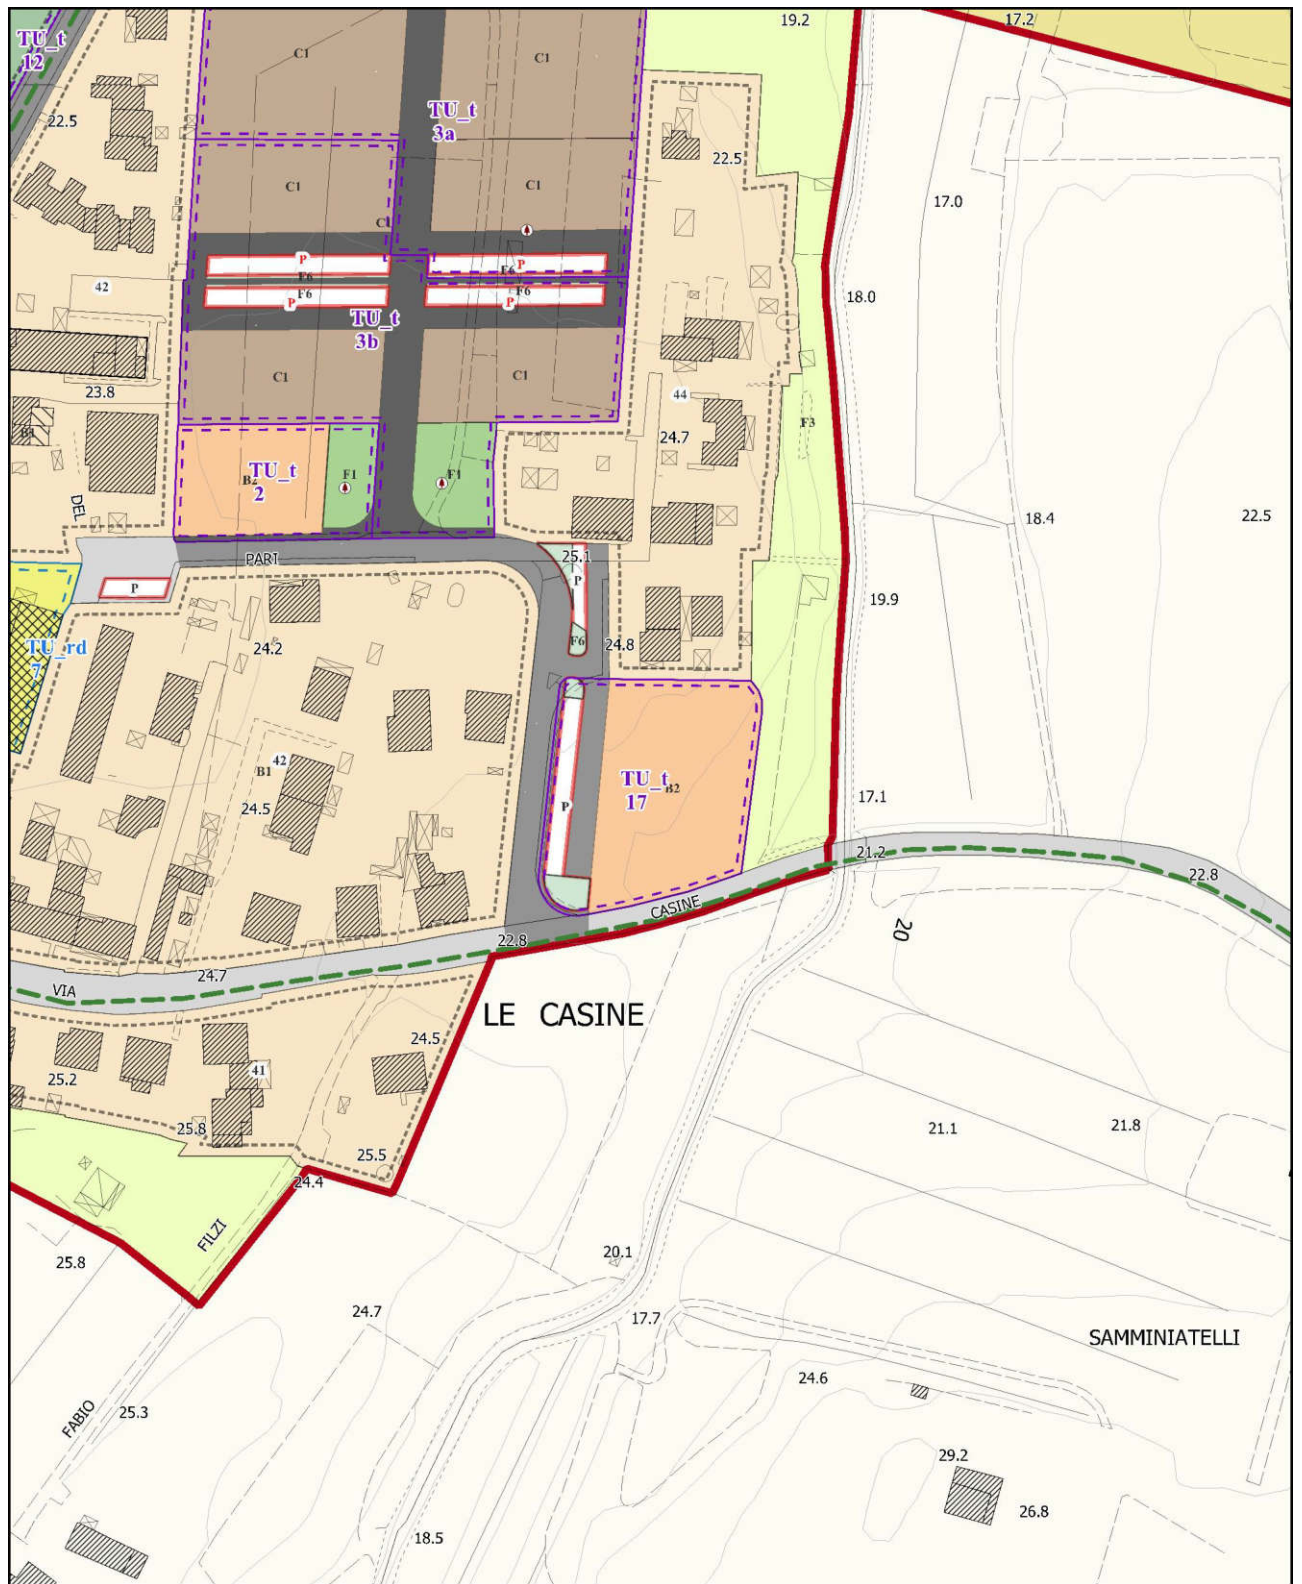 19.2
17.2
TU_t
12
C1
C1
TU_t
3a
22.5
22.5
C1
C1
17.0
C1
P
P
F6
F6
42
F6
F6
P
P
18.0
TU_t
3b
C1
C1
23.8
44
B1
24.7
F3
TU_t
B2
2
F1
F1
DEL
18.4
22.5
PARI
25.1
P
P
19.9
TU_rd
7
24.2
F6
24.8
B1
42
TU_t
17
B2
24.5
P
17.1
21.2
22.8
CASINE
20
22.8
24.7
VIA
LE CASINE
24.5
41
25.2
25.8
21.1
21.8
25.5
24.4
FILZI
25.8
20.1
24.7
17.7
SAMMINIATELLI
24.6
FABIO
25.3
29.2
26.8
18.5